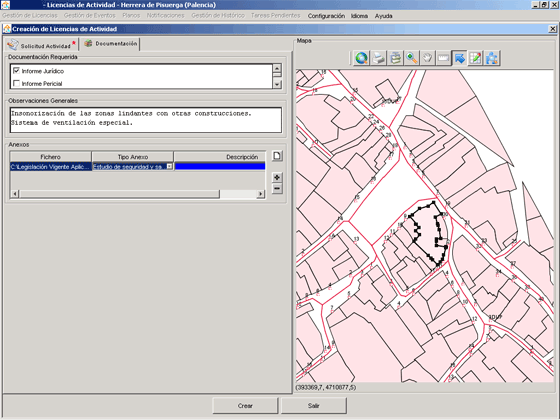 - Licencias de Actividad - Herrera de Pisuerga (Palencia)
Gestión de Licencias Gestión de Eventos Planos Notificaciones Gestión de Histórico Tareas Pendientes Configuración Idioma Ayuda
Creación de Licencias de Actividad
Solicitud Actividad * Documentación
Documentación Requerida
Informe Jurídico
Informe Pericial
Observaciones Generales
Insonorización de las zonas lindantes con otras construcciones.
Sistema de ventilación especial.
Anexos
Fichero Tipo Anexo Descripción
C:\Legislación Vigente Aplic... Estudio de seguridad y sa
Mapa
(393369,7, 4710877,5)
Crear Salir